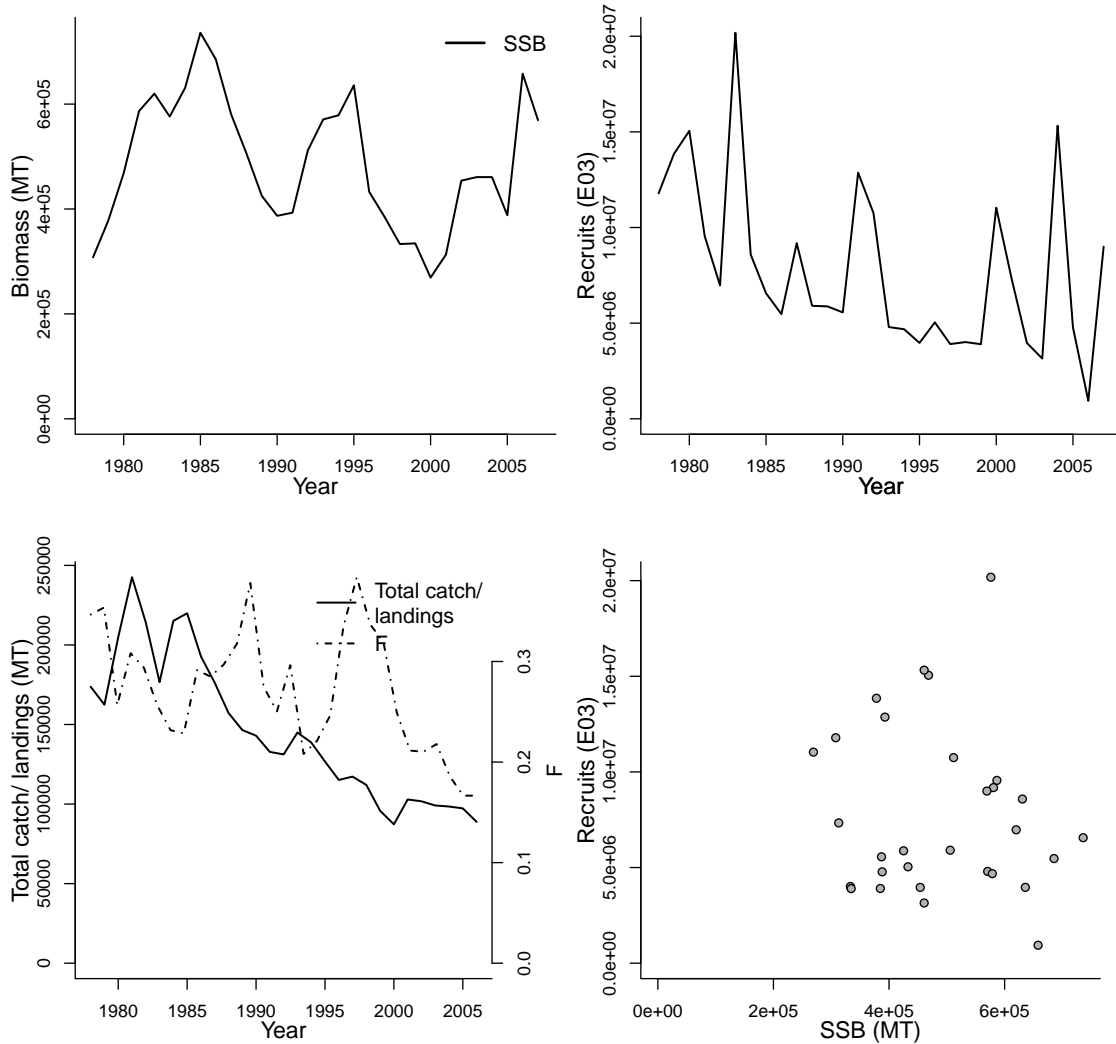 SSB
Biomass (MT)
0e+00 2e+05 4e+05 6e+05
1980 1985 1990 1995 2000 2005
Year
Recruits (E03)
0.0e+00 5.0e+06 1.0e+07 1.5e+07 2.0e+07
1980 1985 1990 1995 2000 2005
Year
Total catch/
landings
F
Total catch/ landings (MT)
0 50000 100000 150000 200000 250000
0.0 0.1 0.2 0.3
F
1980 1985 1990 1995 2000 2005
Year
Recruits (E03)
0.0e+00 5.0e+06 1.0e+07 1.5e+07 2.0e+07
0e+00 2e+05 4e+05 6e+05
SSB (MT)